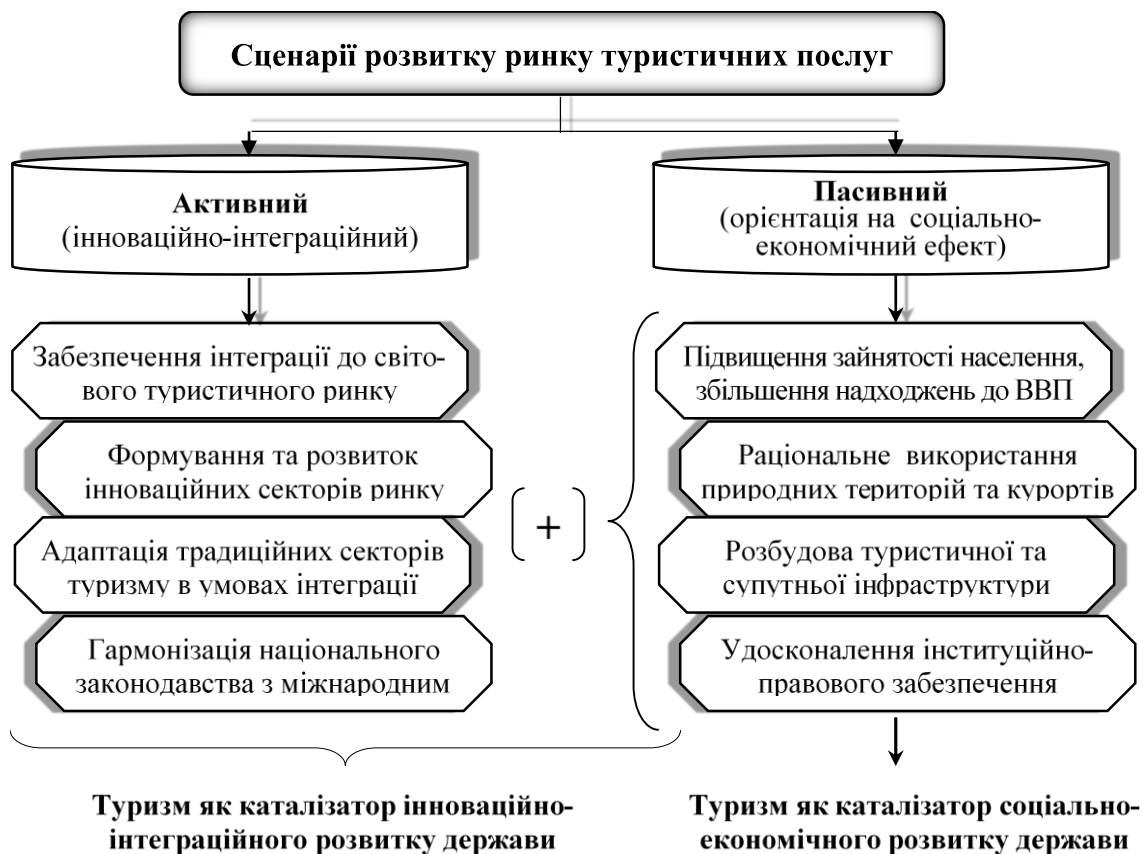 Сценарії розвитку ринку туристичних послуг
Активний
(інноваційно-інтеграційний)
Пасивний
(орієнтація на соціально-
економічний ефект)
Забезпечення інтеграції до світо-
вого туристичного ринку
Формування та розвиток
інноваційних секторів ринку
Адаптація традиційних секторів
туризму в умовах інтеграції
Гармонізація національного
законодавства з міжнародним
+
Підвищення зайнятості населення,
збільшення надходжень до ВВП
Раціональне використання
природних територій та курортів
Розбудова туристичної та
супутньої інфраструктури
Удосконалення інституційно-
правового забезпечення
Туризм як каталізатор інноваційно-
інтеграційного розвитку держави
Туризм як каталізатор соціально-
економічного розвитку держави